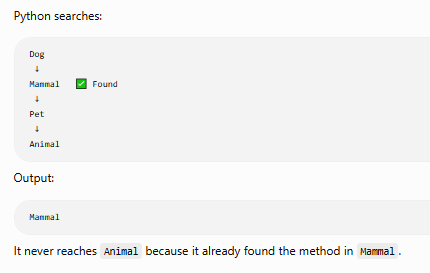 Python searches:
Dog
↓
Mammal ✅ Found
↓
Pet
↓
Animal
Output:
Mammal
It never reaches Animal because it already found the method in Mammal.